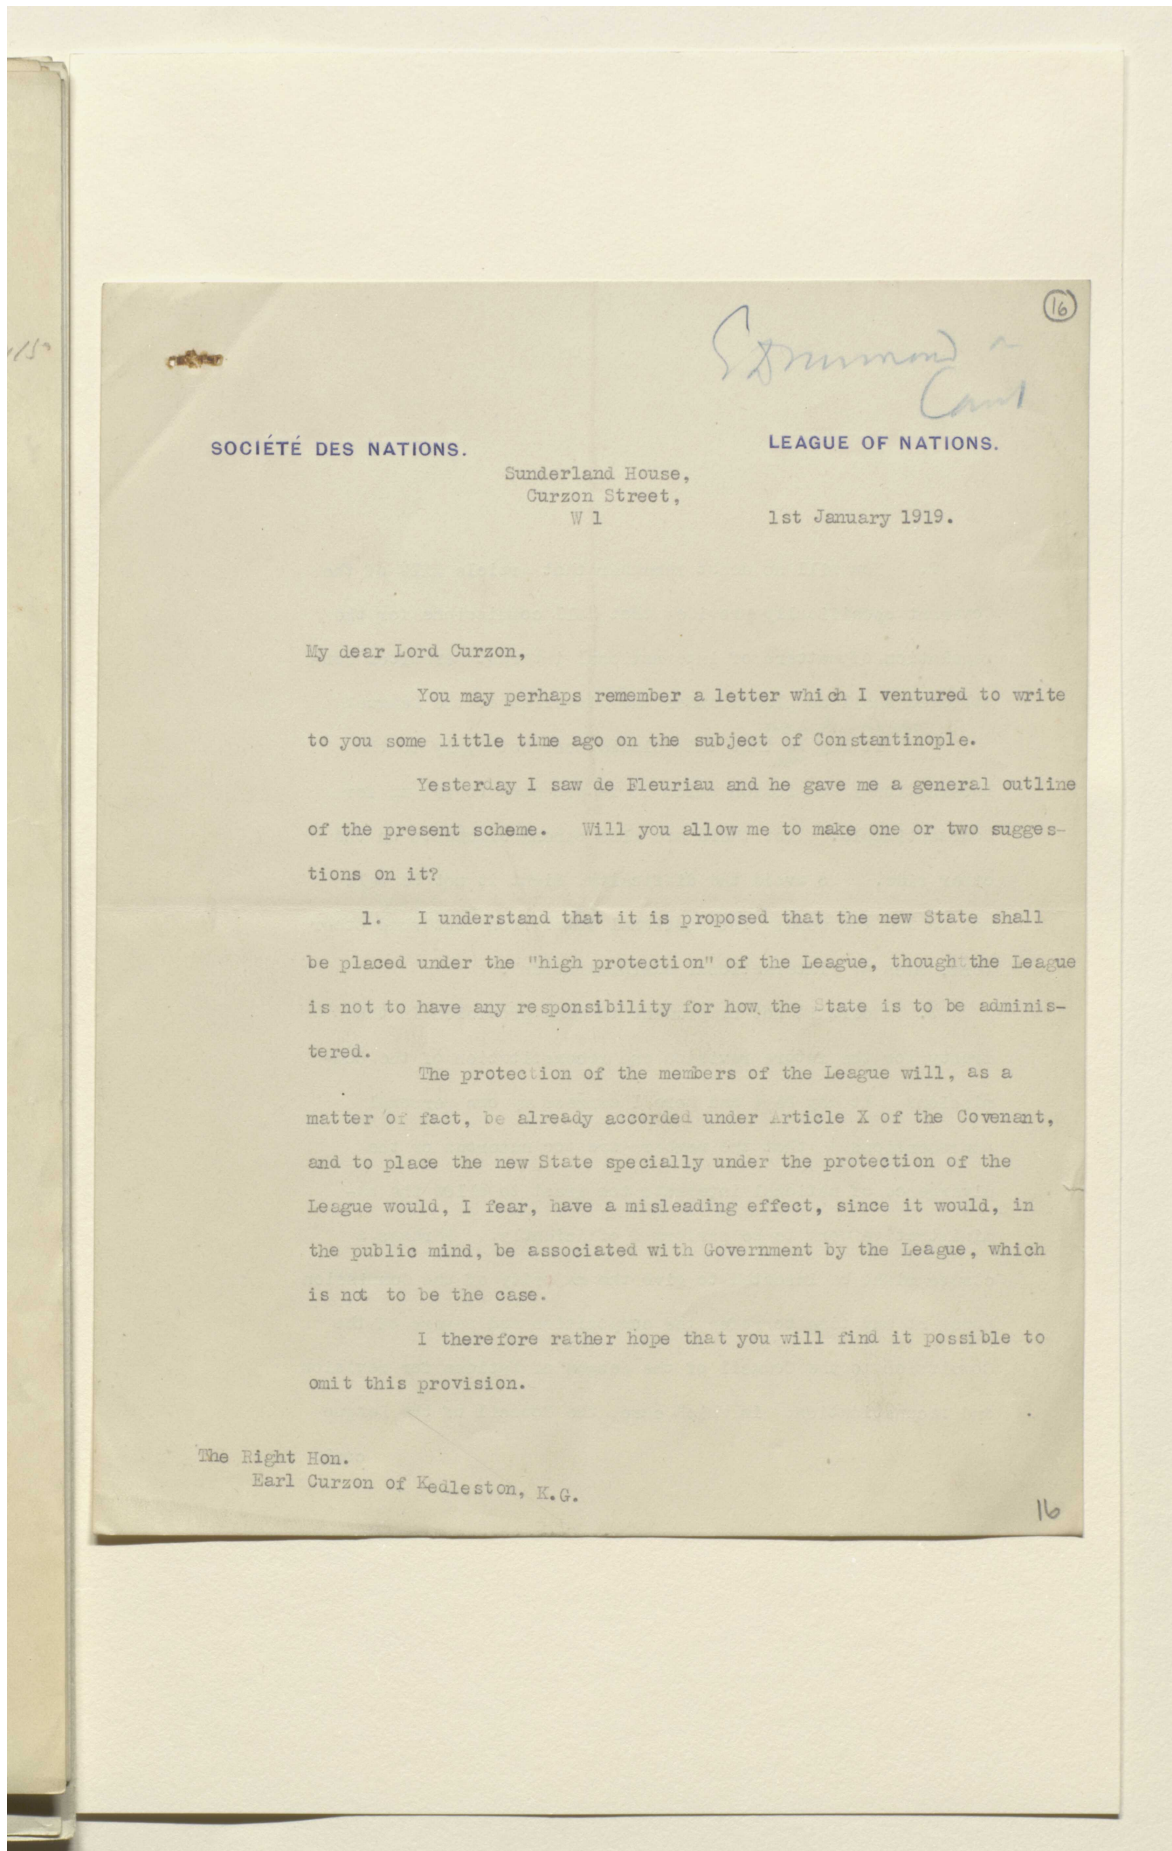 16
E Drummond
SOCIÉTÉ DES NATIONS.
LEAGUE OF NATIONS.
Sunderland House,
Curzon Street,
W 1
1st January 1919.
My dear Lord Curzon,
You may perhaps remember a letter which I ventured to write
to you some little time ago on the subject of Constantinople.
Yesterday I saw de Fleuriau and he gave me a general outline
of the present scheme. Will you allow me to make one or two sugges-
tions on it?
1. I understand that it is proposed that the new State shall
be placed under the "high protection" of the League, though the League
is not to have any responsibility for how the State is to be adminis-
tered.
The protection of the members of the League will, as a
matter of fact, be already accorded under Article X of the Covenant,
and to place the new State specially under the protection of the
League would, I fear, have a misleading effect, since it would, in
the public mind, be associated with Government by the League, which
is not to be the case.
I therefore rather hope that you will find it possible to
omit this provision.
The Right Hon.
Earl Curzon of Kedleston, K.G.
16